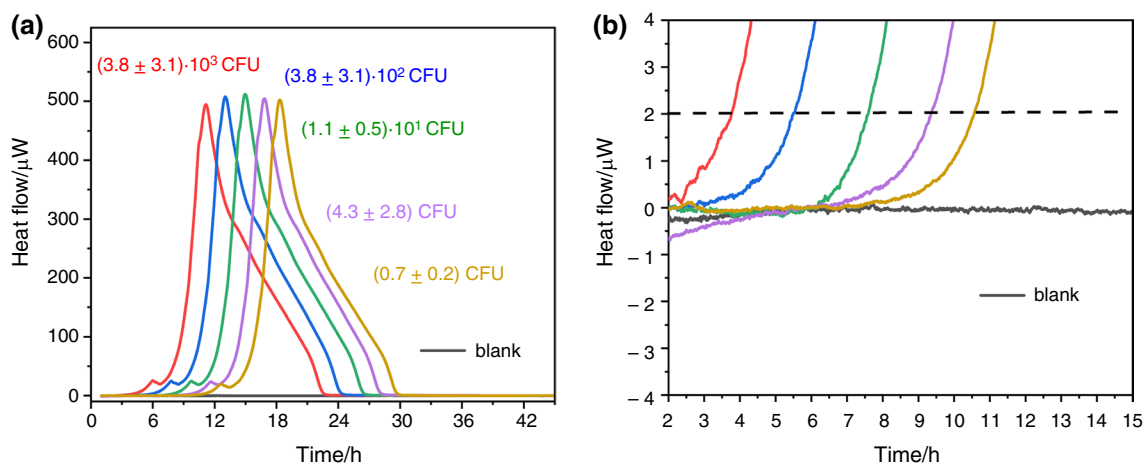 (a)
600
500
400
300
200
100
0
Heat flow/µW
(3.8 ± 3.1)·10³ CFU
(3.8 ± 3.1)·10² CFU
(1.1 ± 0.5)·10¹ CFU
(4.3 ± 2.8) CFU
(0.7 ± 0.2) CFU
blank
0 6 12 18 24 30 36 42
Time/h
(b)
4
3
2
1
0
− 1
− 2
− 3
− 4
Heat flow/µW
blank
2 3 4 5 6 7 8 9 10 11 12 13 14 15
Time/h